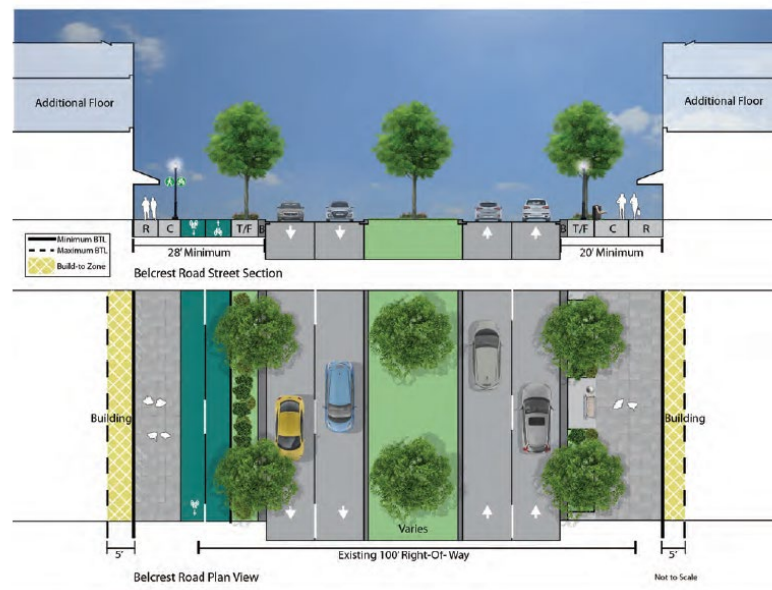 Additional Floor
Additional Floor
R C T/F B B T/F C R
Minimum BTL
Maximum BTL
Build-to Zone
28' Minimum
20' Minimum
Belcrest Road Street Section
Building
Building
Varies
Existing 100' Right-Of- Way
5'
5'
Belcrest Road Plan View
Not to Scale